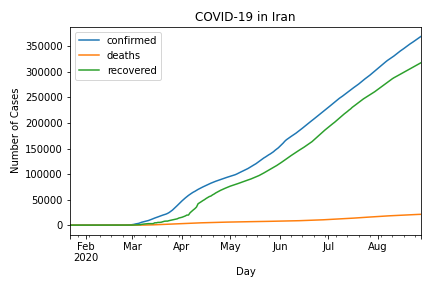 COVID-19 in Iran
confirmed
deaths
recovered
Number of Cases
350000
300000
250000
200000
150000
100000
50000
0
Feb Mar Apr May Jun Jul Aug
2020
Day